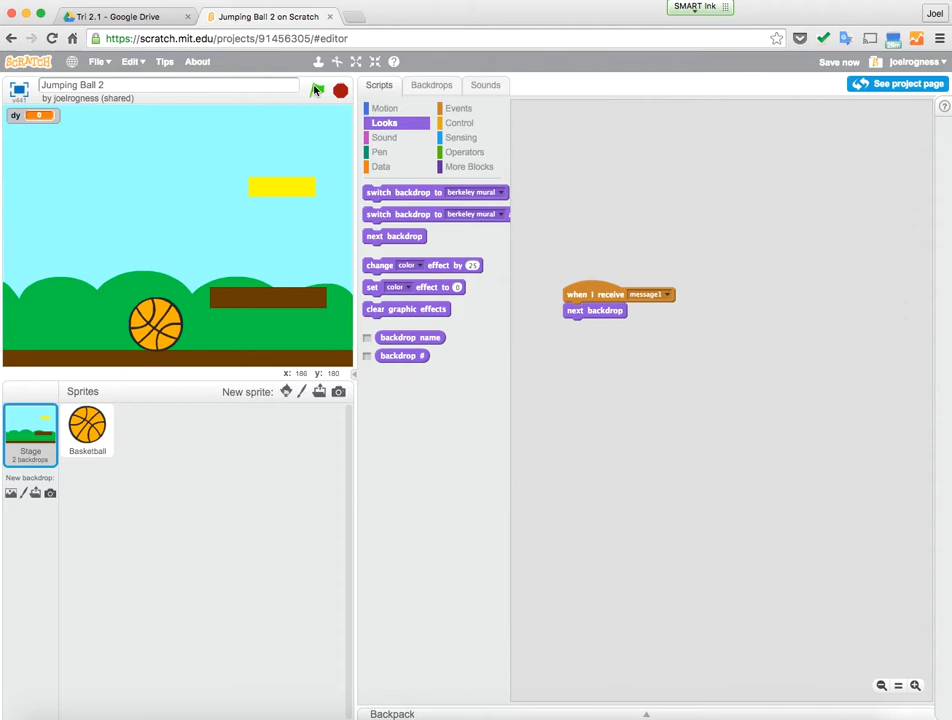 SMART Ink
Tri 2.1 - Google Drive
Jumping Ball 2 on Scratch
Joel
https://scratch.mit.edu/projects/91456305/#editor
SCRATCH
File
Edit
Tips
About
Save now
joelrogness
Jumping Ball 2
by joelrogness (shared)
v441
Scripts
Backdrops
Sounds
See project page
dy 0
Motion
Events
Looks
Control
Sound
Sensing
Pen
Operators
Data
More Blocks
switch backdrop to berkeley mural
switch backdrop to berkeley mural
next backdrop
change color effect by 25
set color effect to 0
clear graphic effects
backdrop name
backdrop #
when I receive message1
next backdrop
x: 186 y: 180
Sprites
New sprite:
Stage
2 backdrops
Basketball
New backdrop:
Backpack